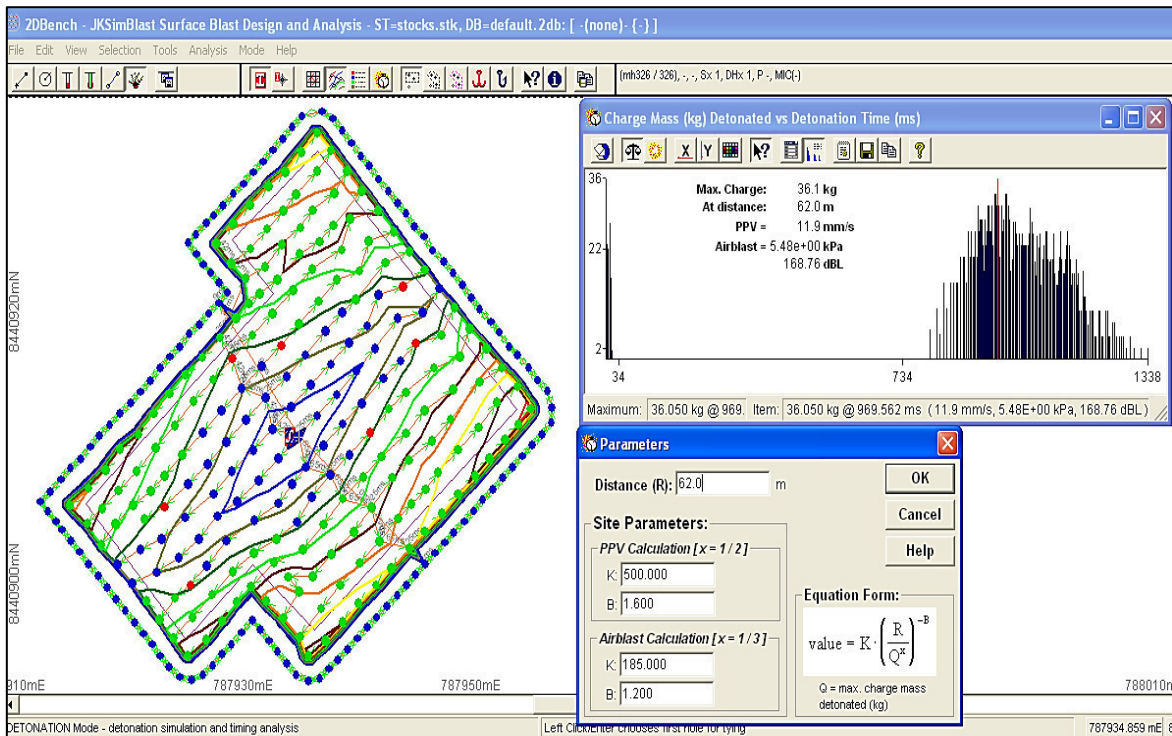 2DBench - JKSimBlast Surface Blast Design and Analysis - ST=stocks.stk, DB=default.2db: [ -(none)- {-} ]
File Edit View Selection Tools Analysis Mode Help
(mh326 / 326), -, -, Sx 1, DHx 1, P -, MIC(-)
Charge Mass (kg) Detonated vs Detonation Time (ms)
36
22
2
Max. Charge: 36.1 kg
At distance: 62.0 m
PPV = 11.9 mm/s
Airblast = 5.48e+00 kPa
168.76 dBL
34 734 1338
Maximum: 36.050 kg @ 969. Item: 36.050 kg @ 969.562 ms (11.9 mm/s, 5.48E+00 kPa, 168.76 dBL)
Parameters
Distance (R): 62.0 m
OK
Cancel
Help
Site Parameters:
PPV Calculation [x = 1 / 2]
K: 500.000
B: 1.600
Airblast Calculation [x = 1 / 3]
K: 185.000
B: 1.200
Equation Form:
value = K · (R / Q^x)^-B
Q = max. charge mass
detonated (kg)
8440920mN
8440900mN
910mE 787930mE 787950mE 788010m
DETONATION Mode - detonation simulation and timing analysis
Left Click/Enter chooses first hole for tying
787934.859 mE 8